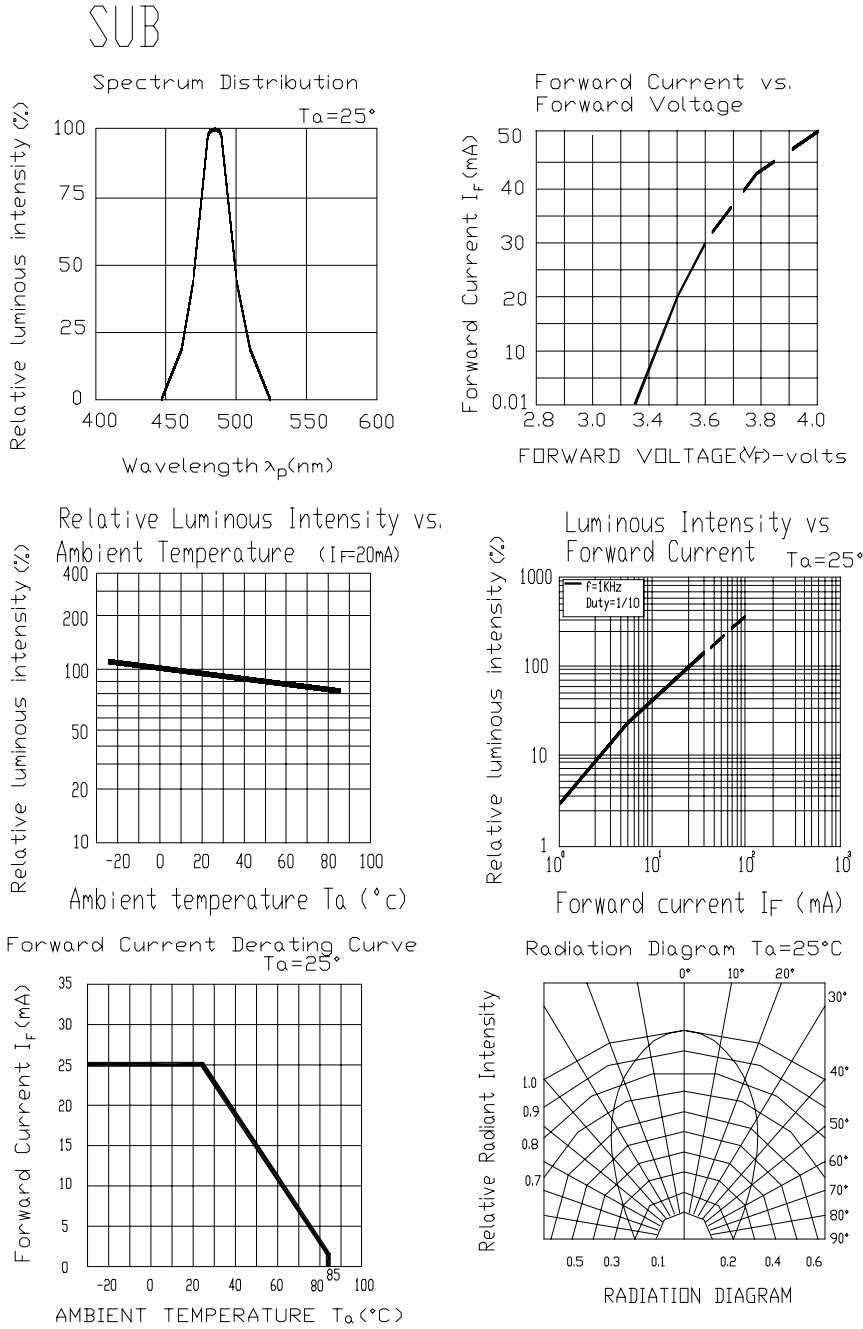 SUB
Spectrum Distribution
Ta=25°
Relative luminous intensity (%)
100
75
50
25
0
400 450 500 550 600
Wavelength λp(nm)
Forward Current vs.
Forward Voltage
Forward Current IF (mA)
50
40
30
20
10
0.01
2.8 3.0 3.4 3.6 3.8 4.0
FORWARD VOLTAGE(VF)-volts
Relative Luminous Intensity vs.
Ambient Temperature (IF=20mA)
Relative luminous intensity (%)
400
200
100
50
20
10
-20 0 20 40 60 80 100
Ambient temperature Ta (°c)
Luminous Intensity vs
Forward Current Ta=25°
Relative luminous intensity (%)
f=1KHz
Duty=1/10
1000
100
10
1
10⁰ 10¹ 10² 10³
Forward current IF (mA)
Forward Current Derating Curve
Ta=25°
Forward Current IF (mA)
35
30
25
20
15
10
5
0
85
-20 0 20 40 60 80 100
AMBIENT TEMPERATURE Ta (°C)
Radiation Diagram Ta=25°C
Relative Radiant Intensity
0° 10° 20°
30°
40°
50°
60°
70°
80°
90°
1.0
0.9
0.8
0.7
0.5 0.3 0.1 0.2 0.4 0.6
RADIATION DIAGRAM